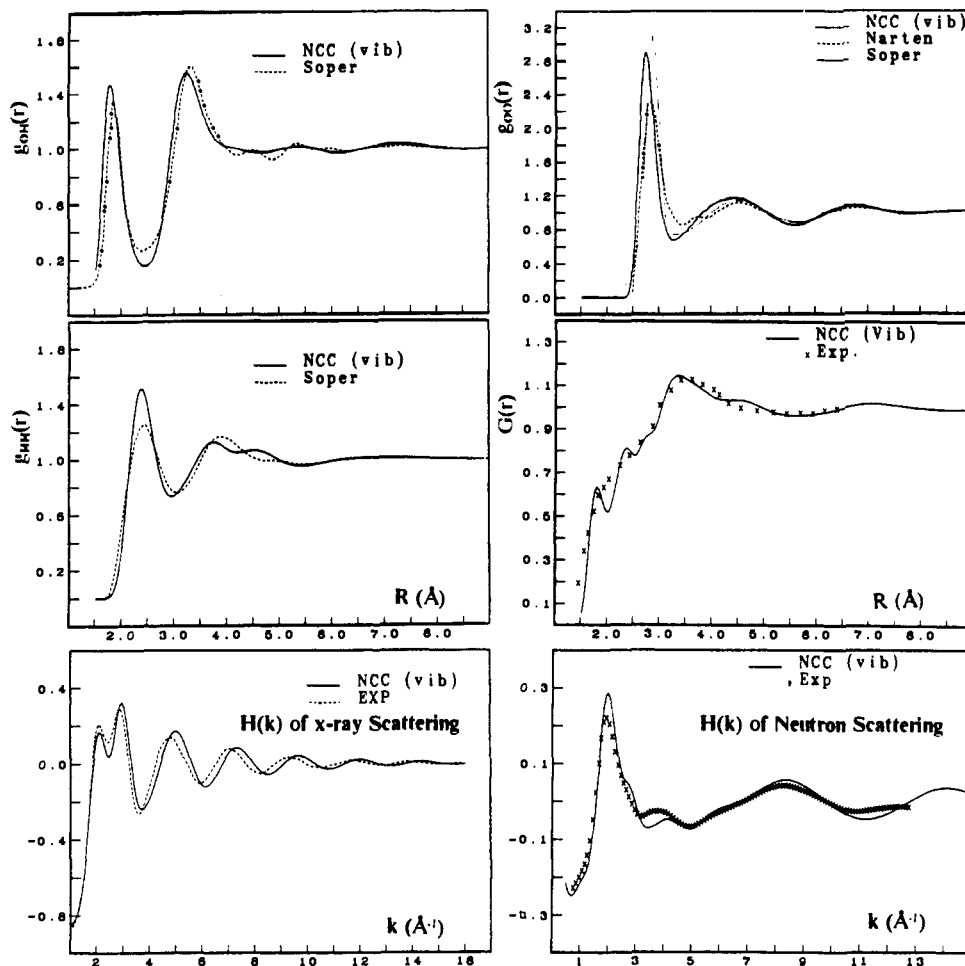 1.8
1.4
1.0
0.6
0.2
gOH(r)
NCC (vib)
Soper
3.2
2.8
2.0
1.6
1.2
0.8
0.4
0.0
gOO(r)
NCC (vib)
Narten
Soper
1.8
1.4
1.0
0.6
0.2
gHH(r)
NCC (vib)
Soper
R (Å)
2.0 3.0 4.0 5.0 6.0 7.0 8.0
1.3
1.1
0.9
0.7
0.5
0.3
0.1
G(r)
NCC (Vib)
x Exp.
R (Å)
2.0 3.0 4.0 5.0 6.0 7.0 8.0
0.4
0.0
-0.4
-0.8
NCC (vib)
EXP
H(k) of x-ray Scattering
k (Å-1)
2 4 6 8 10 12 14 16
0.3
0.1
-0.1
-0.3
NCC (vib)
, Exp
H(k) of Neutron Scattering
k (Å-1)
1 3 5 7 9 11 13